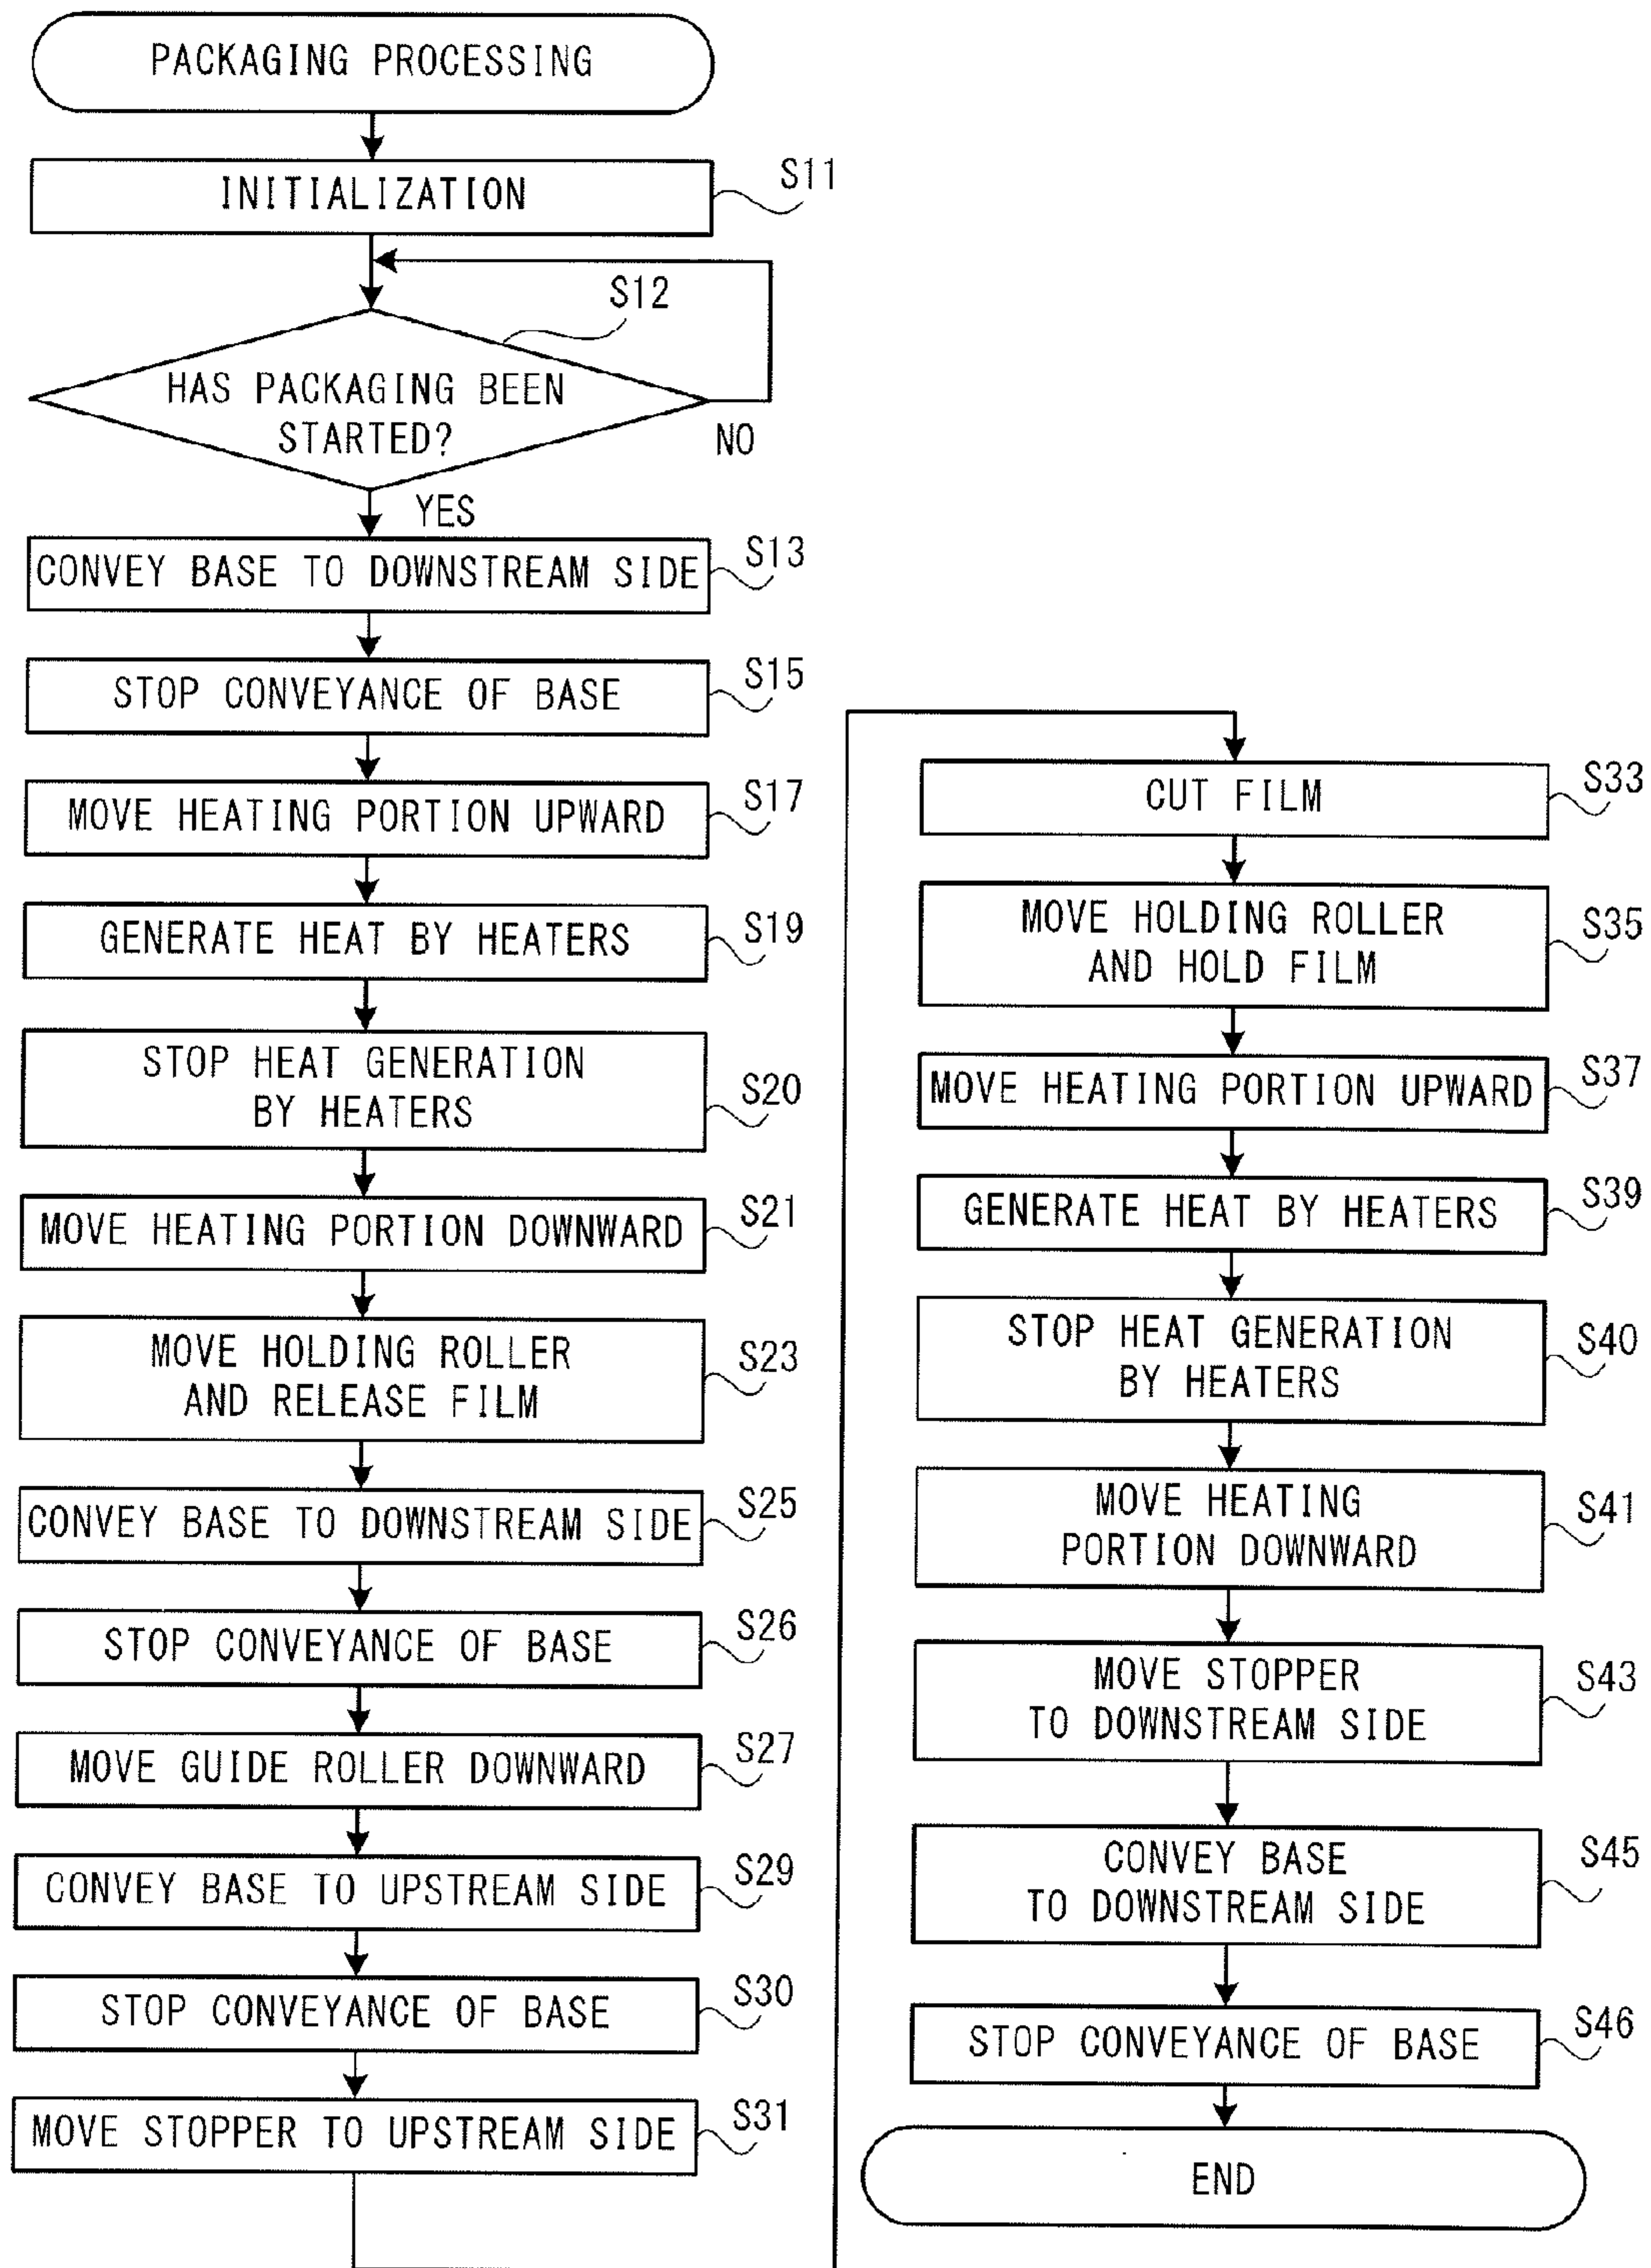 PACKAGING PROCESSING
INITIALIZATION
S11
S12
HAS PACKAGING BEEN
STARTED?
NO
YES
CONVEY BASE TO DOWNSTREAM SIDE
S13
STOP CONVEYANCE OF BASE
S15
MOVE HEATING PORTION UPWARD
S17
GENERATE HEAT BY HEATERS
S19
STOP HEAT GENERATION
BY HEATERS
S20
MOVE HEATING PORTION DOWNWARD
S21
MOVE HOLDING ROLLER
AND RELEASE FILM
S23
CONVEY BASE TO DOWNSTREAM SIDE
S25
STOP CONVEYANCE OF BASE
S26
MOVE GUIDE ROLLER DOWNWARD
S27
CONVEY BASE TO UPSTREAM SIDE
S29
STOP CONVEYANCE OF BASE
S30
MOVE STOPPER TO UPSTREAM SIDE
S31
CUT FILM
S33
MOVE HOLDING ROLLER
AND HOLD FILM
S35
MOVE HEATING PORTION UPWARD
S37
GENERATE HEAT BY HEATERS
S39
STOP HEAT GENERATION
BY HEATERS
S40
MOVE HEATING
PORTION DOWNWARD
S41
MOVE STOPPER
TO DOWNSTREAM SIDE
S43
CONVEY BASE
TO DOWNSTREAM SIDE
S45
STOP CONVEYANCE OF BASE
S46
END